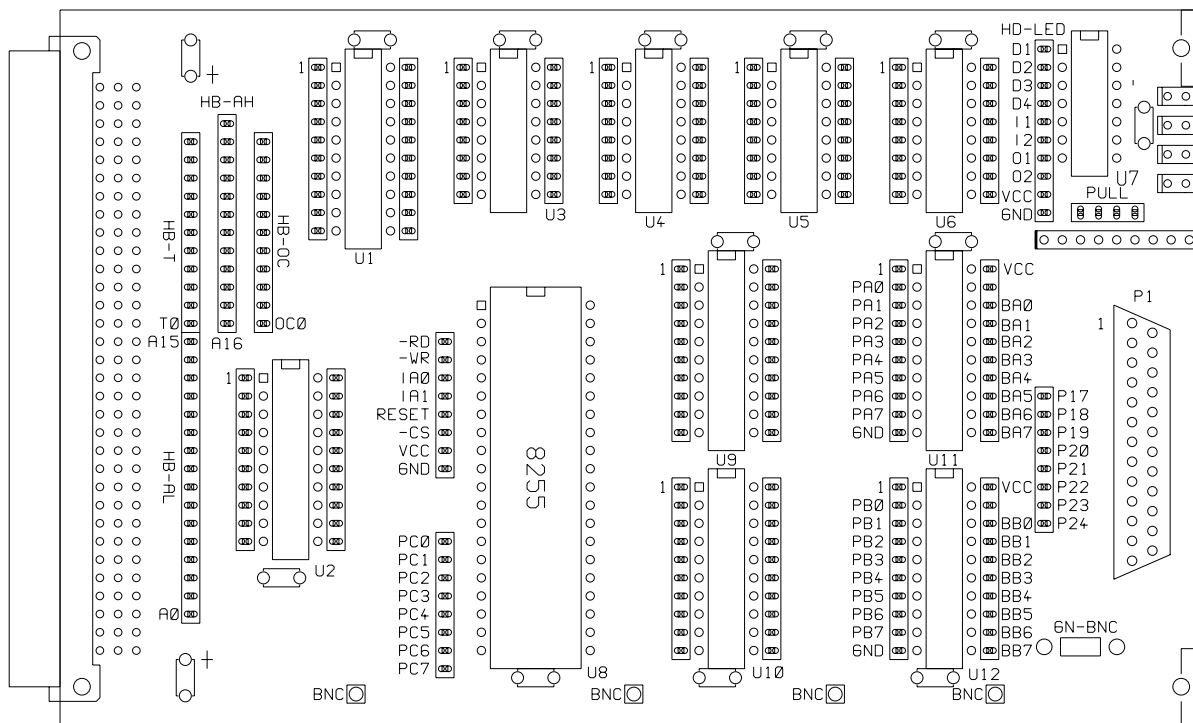 HD-LED
D1
D2
D3
D4
I1
I2
O1
O2
VCC
GND
U7
PULL
+
HB-AH
HB-T
HB-OC
T0
OC0
A15
A16
HB-AL
A0
+
1
U1
1
U3
1
U4
1
U5
1
U6
1
U2
-RD
-WR
IA0
IA1
RESET
-CS
VCC
GND
PC0
PC1
PC2
PC3
PC4
PC5
PC6
PC7
8255
U8
1
U9
1
U10
1
PA0
PA1
PA2
PA3
PA4
PA5
PA6
PA7
GND
VCC
BA0
BA1
BA2
BA3
BA4
BA5
BA6
BA7
U11
1
PB0
PB1
PB2
PB3
PB4
PB5
PB6
PB7
GND
VCC
BB0
BB1
BB2
BB3
BB4
BB5
BB6
BB7
U12
P1
1
P17
P18
P19
P20
P21
P22
P23
P24
GN-BNC
BNC
BNC
BNC
BNC